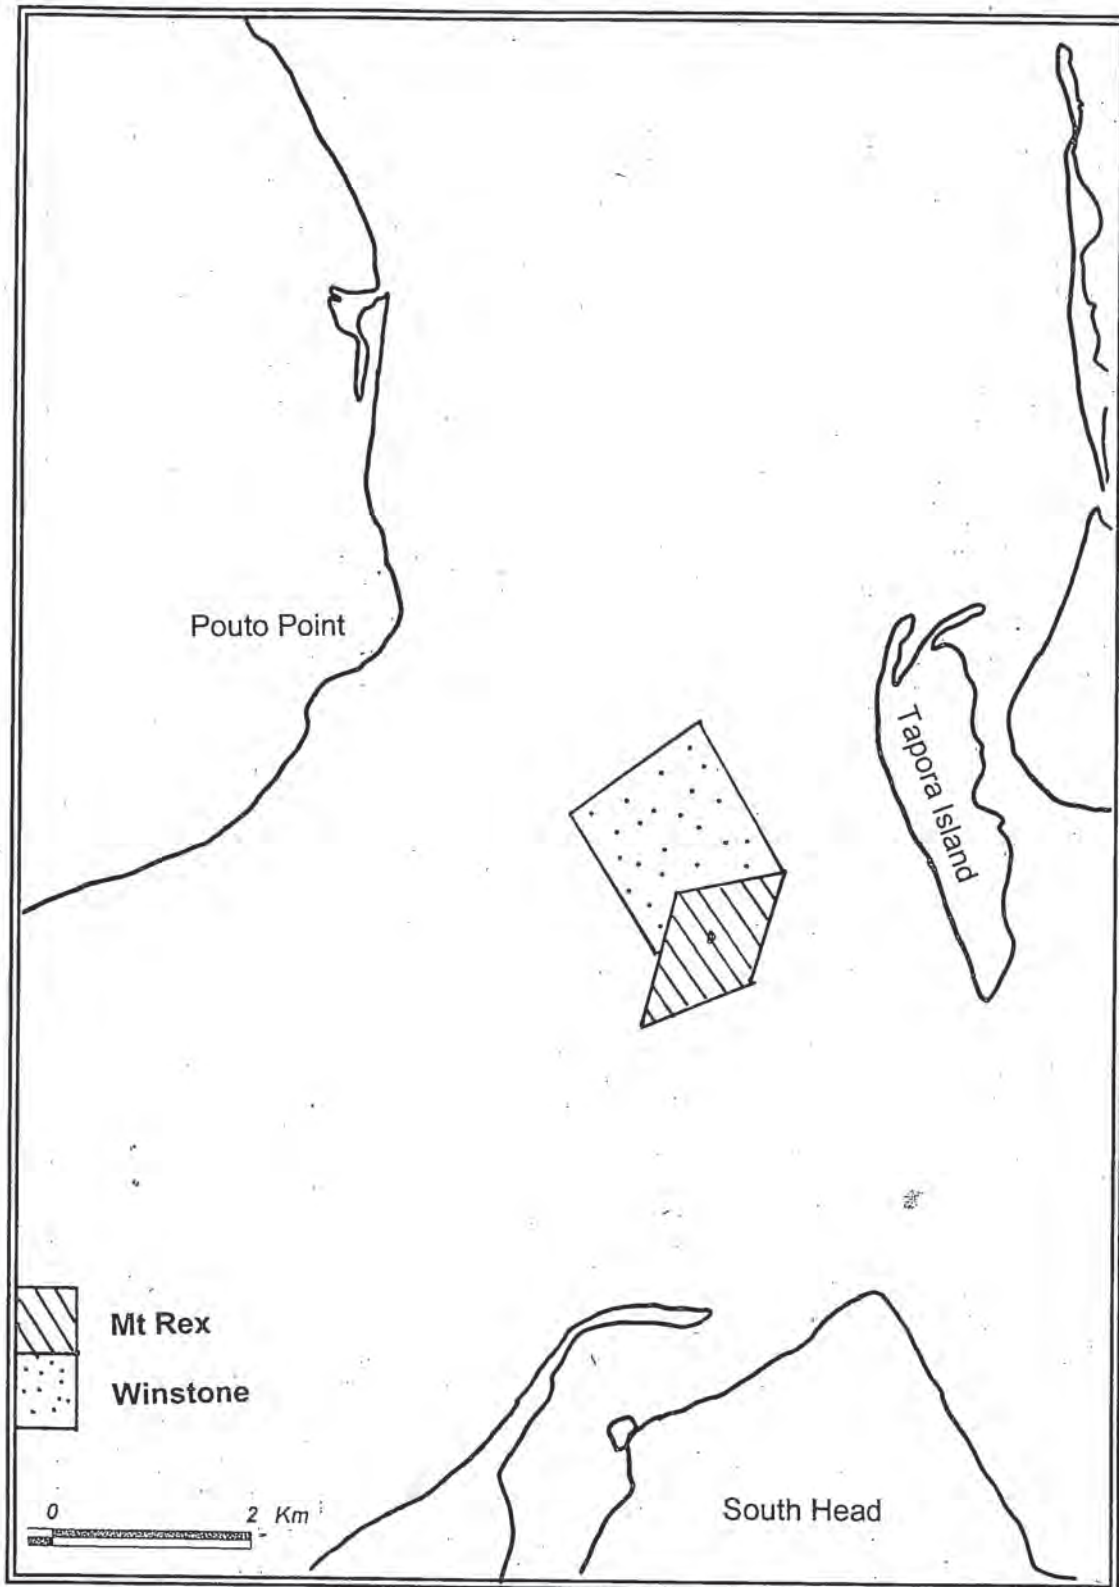 Pouto Point
Tapora Island
Mt Rex
Winstone
0 2 Km
South Head